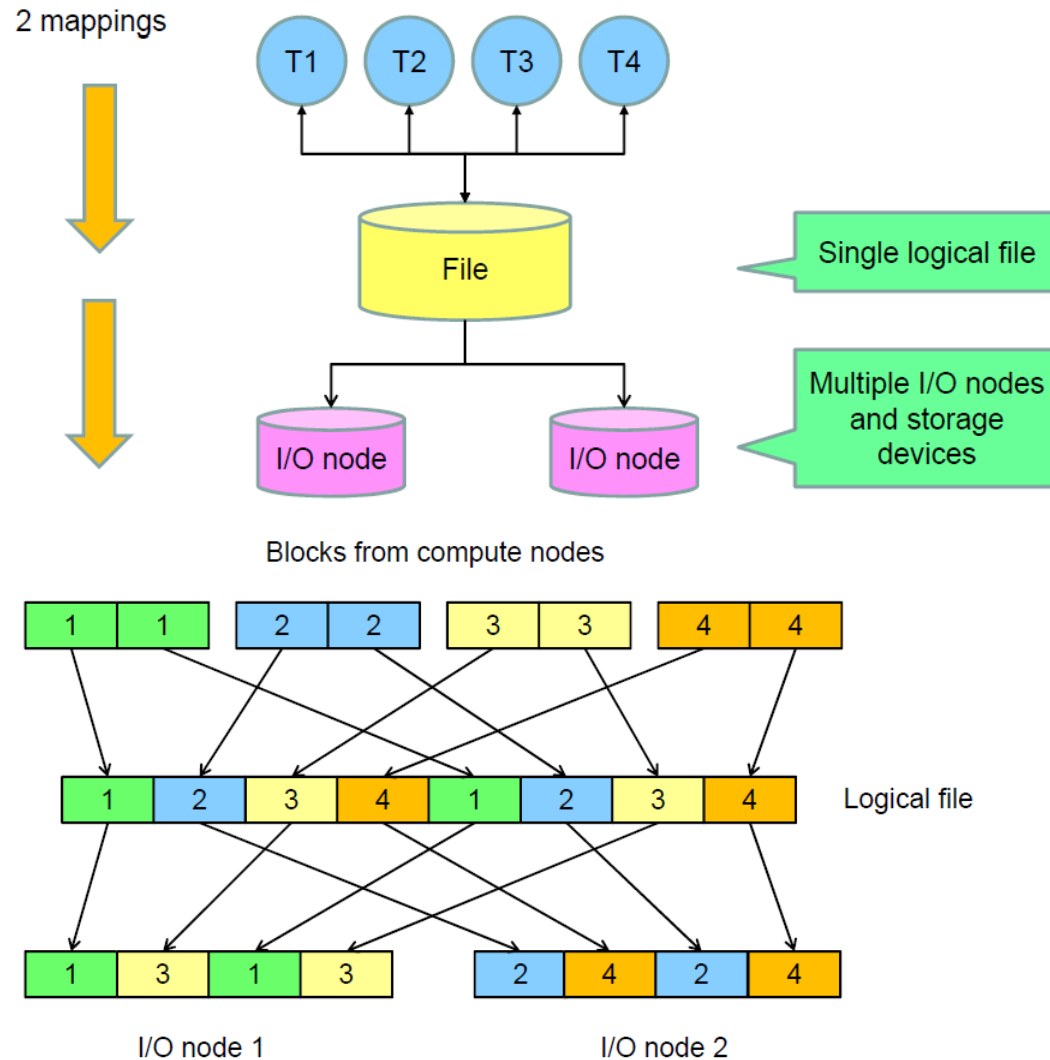 2 mappings
T1 T2 T3 T4
File
Single logical file
I/O node I/O node
Multiple I/O nodes
and storage
devices
Blocks from compute nodes
1 1 2 2 3 3 4 4
1 2 3 4 1 2 3 4 Logical file
1 3 1 3 2 4 2 4
I/O node 1 I/O node 2